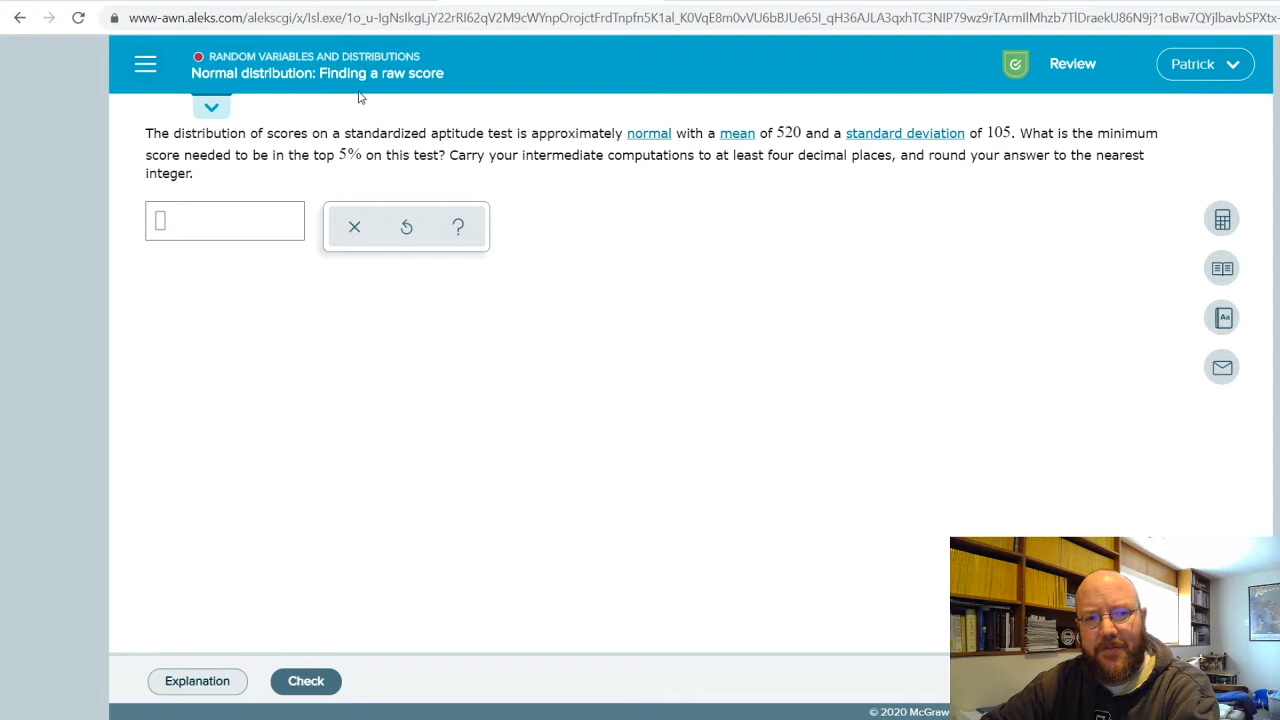 www-awn.aleks.com/alekscgi/x/Isl.exe/1o_u-IgNsIkgLjY22rRI62qV2M9cWYnpOrojctFrdTnpfn5K1al_K0VqE8m0vVU6bBJUe65I_qH36AJLA3qxhTC3NIP79wz9rTArmIlMhzb7TlDraekU86N9j?1oBw7QYjlbavbSPXtx-
RANDOM VARIABLES AND DISTRIBUTIONS
Normal distribution: Finding a raw score
Review
Patrick
The distribution of scores on a standardized aptitude test is approximately normal with a mean of 520 and a standard deviation of 105. What is the minimum
score needed to be in the top 5% on this test? Carry your intermediate computations to at least four decimal places, and round your answer to the nearest
integer.
?
Aa
Explanation
Check
© 2020 McGraw